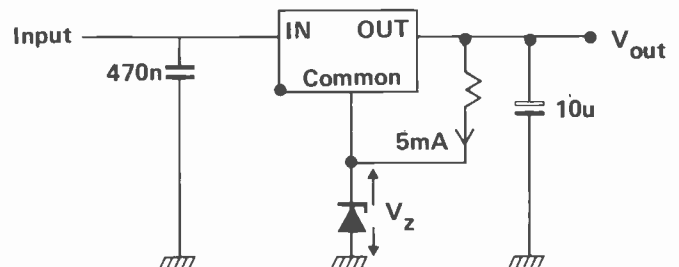 Input
IN OUT
V out
470n
Common
10u
5mA
V z